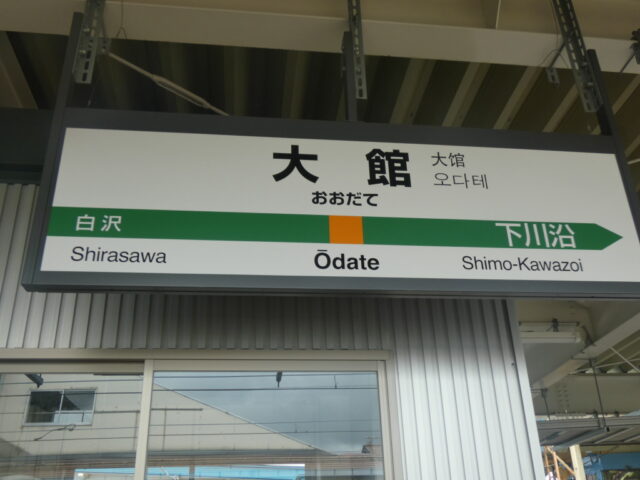 大館
大馆
오다테
おおだて
白沢
下川沿
Shirasawa
Ōdate
Shimo-Kawazoi